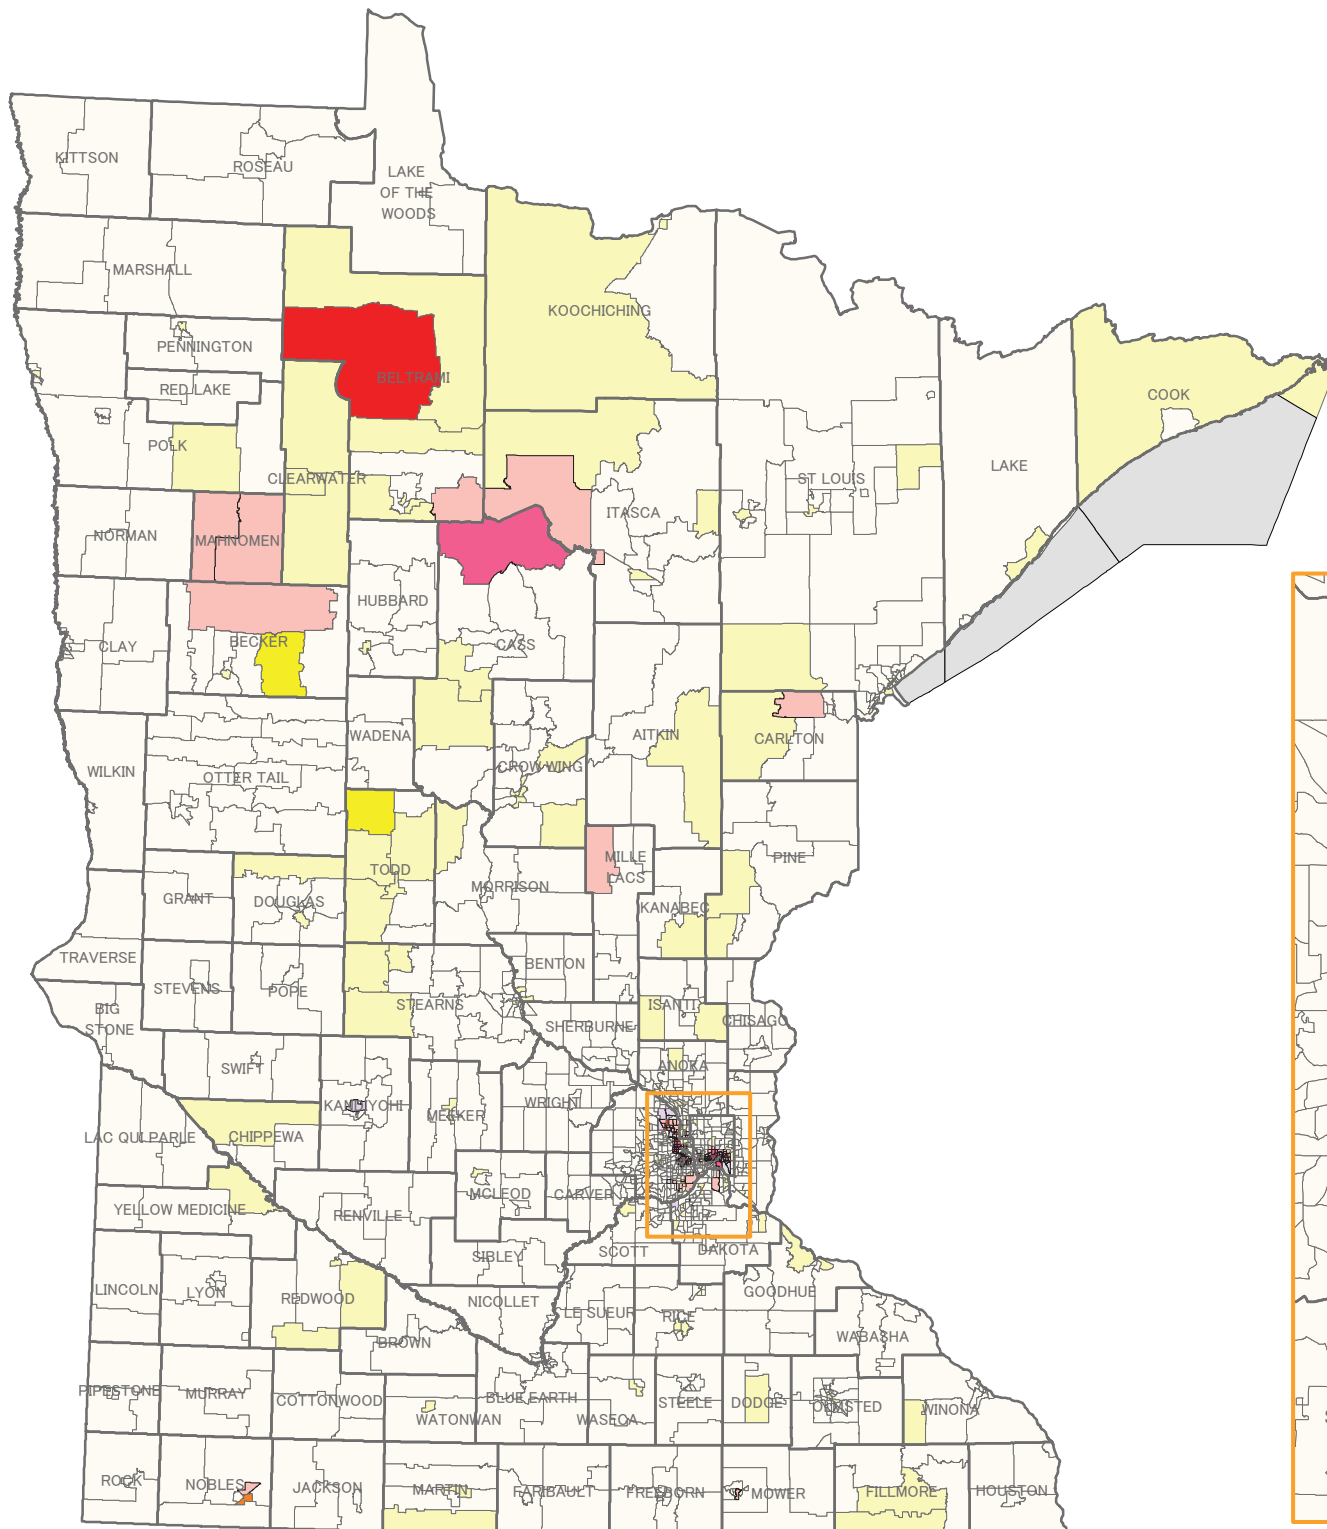 KITTSON
ROSEAU
LAKE
OF THE
WOODS
MARSHALL
KOOCHICHING
PENNINGTON
BELTRAMI
RED LAKE
COOK
POLK
LAKE
CLEARWATER
ST LOUIS
ITASCA
NORMAN
MAHNOMEN
HUBBARD
BECKER
CLAY
CASS
WADENA
AITKIN
CARLTON
CROW WING
WILKIN
OTTER TAIL
MILLE
LACS
PINE
TODD
MORRISON
GRANT
DOUGLAS
KANABEC
TRAVERSE
BENTON
STEVENS
POPE
STEARNS
ISANTI
BIG
STONE
SHERBURNE
CHISAGO
SWIFT
ANOKA
WRIGHT
KANDIYOHI
MEEKER
LAC QUI PARLE
CHIPPEWA
MCLEOD
CARVER
YELLOW MEDICINE
RENVILLE
SCOTT
DAKOTA
SIBLEY
LINCOLN
LYON
REDWOOD
NICOLLET
GOODHUE
LE SUEUR
RICE
BROWN
WABASHA
PIPESTONE
MURRAY
COTTONWOOD
BLUE EARTH
STEELE
DODGE
OLMSTED
WINONA
WATONWAN
WASECA
ROCK
NOBLES
JACKSON
MARTIN
FARIBAULT
FREEBORN
MOWER
FILLMORE
HOUSTON